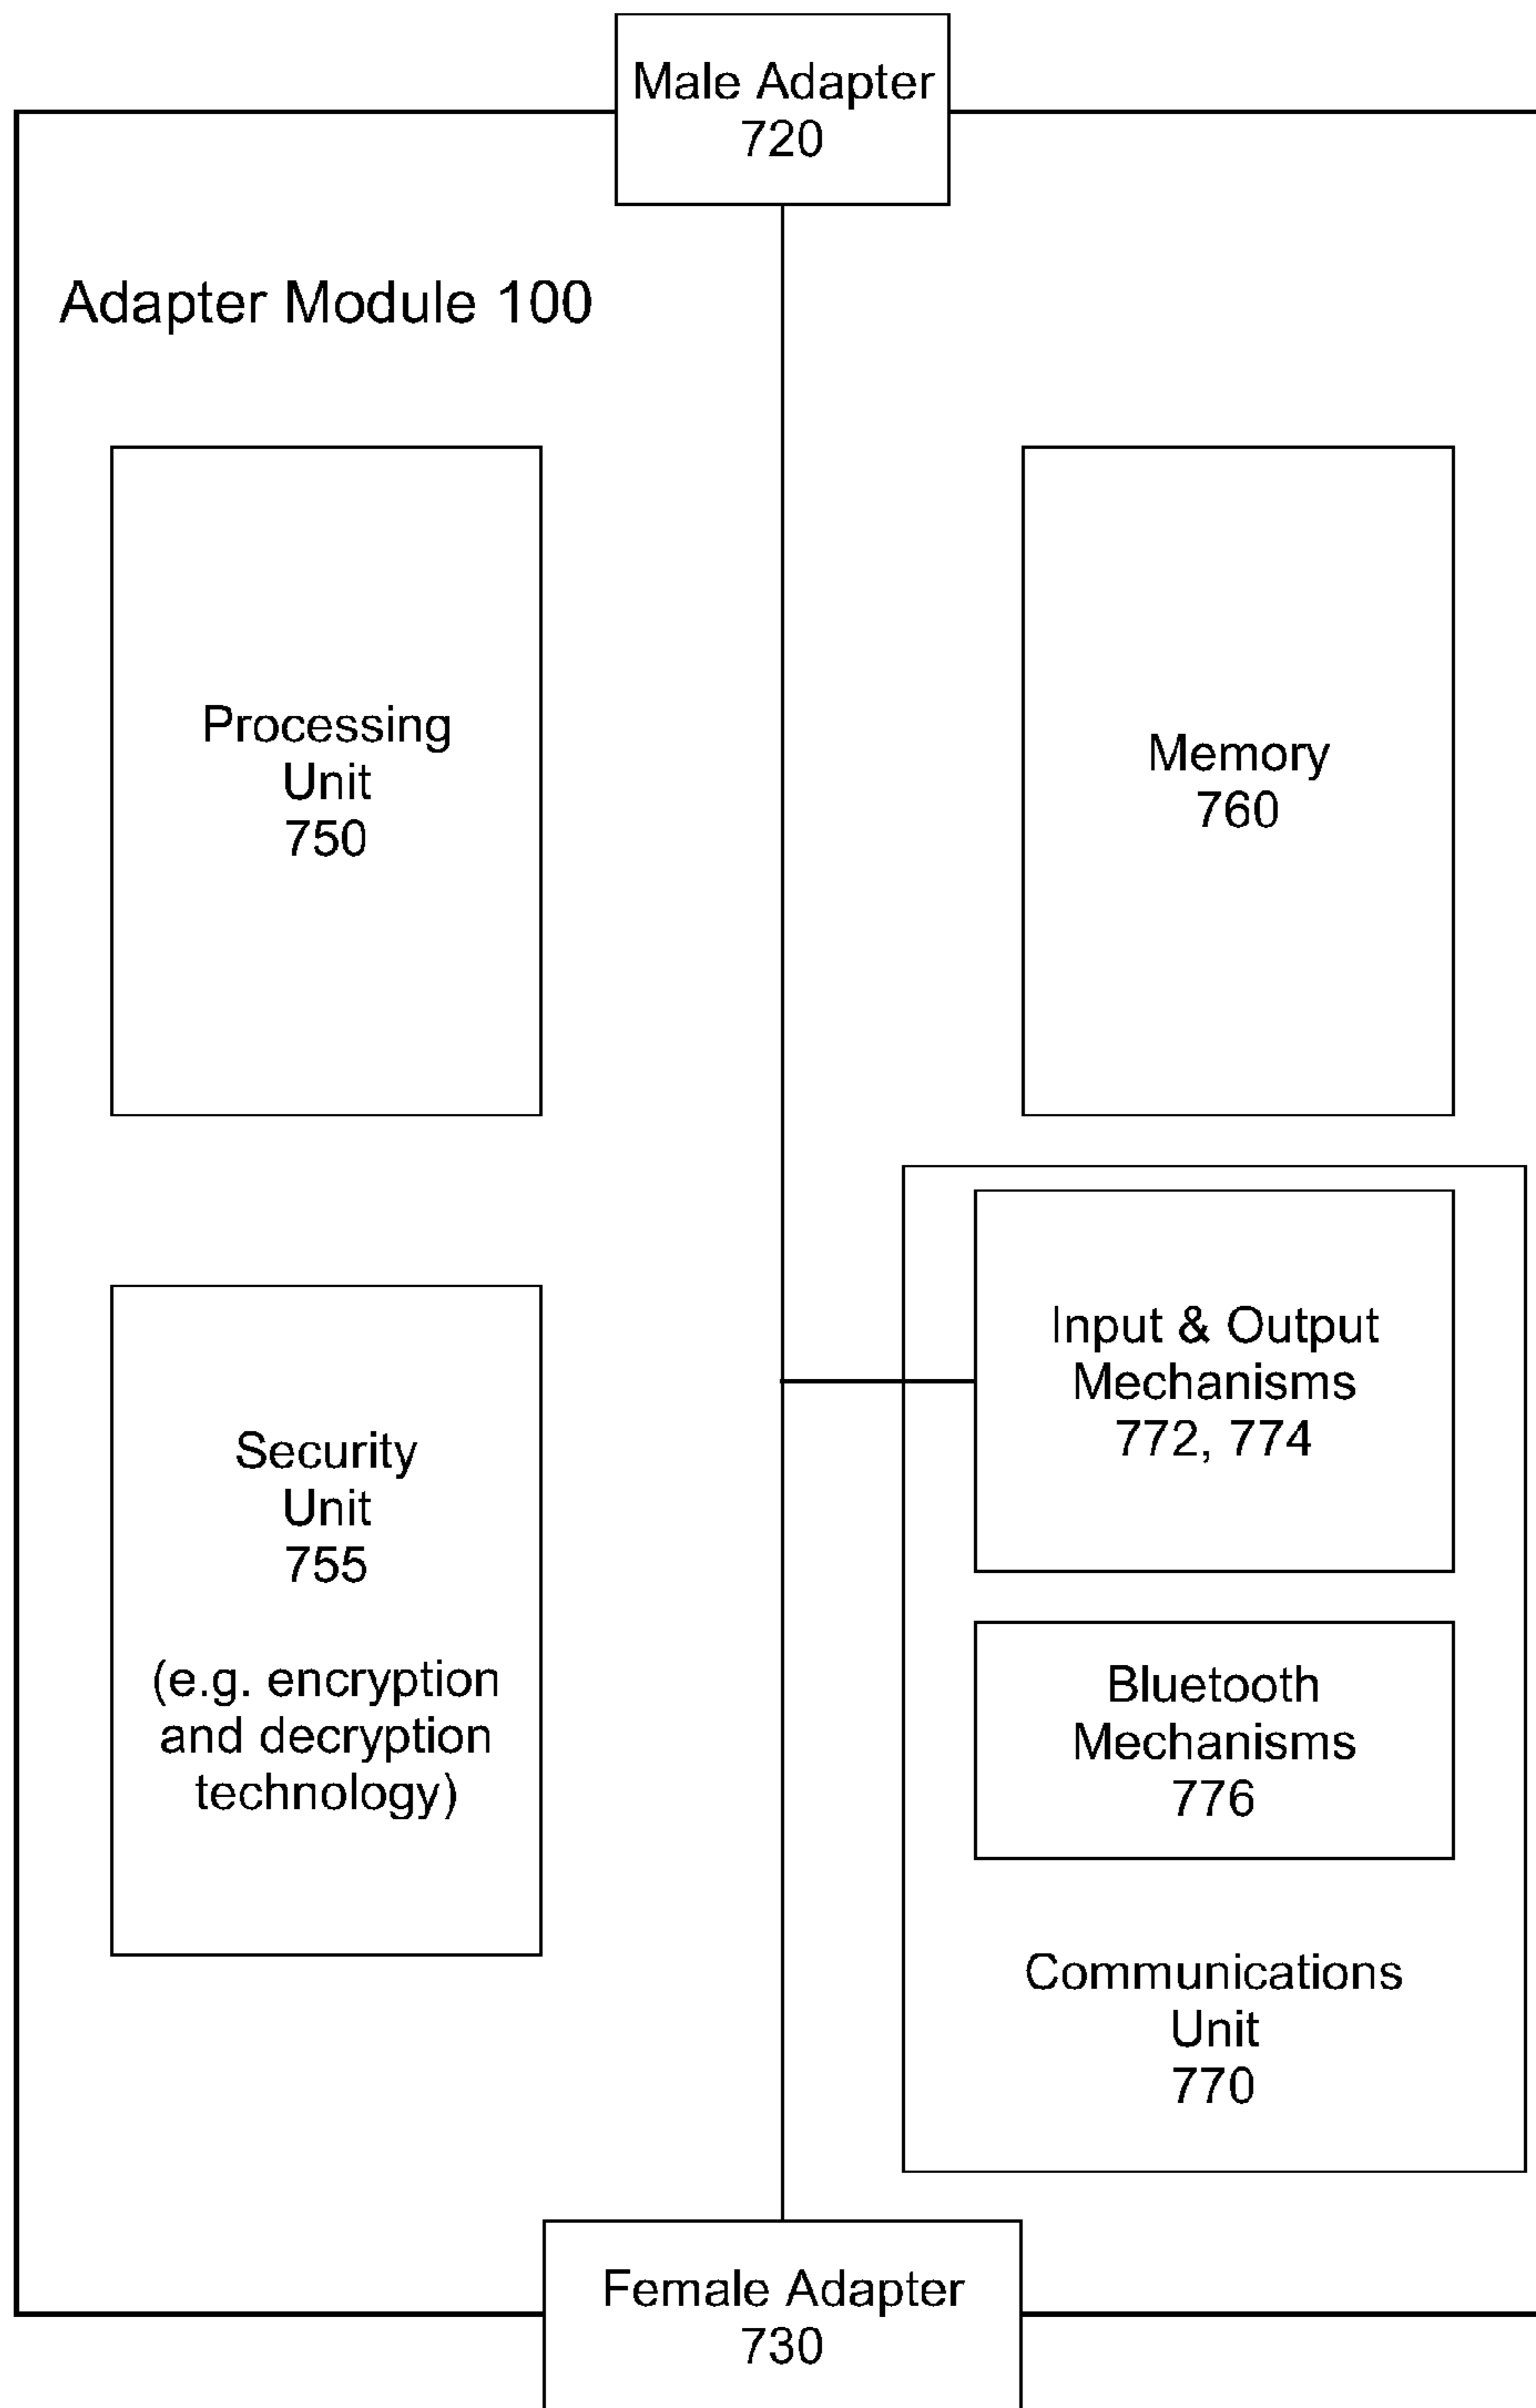 Male Adapter
720
Adapter Module 100
Processing
Unit
750
Memory
760
Input & Output
Mechanisms
772, 774
Security
Unit
755
(e.g. encryption
and decryption
technology)
Bluetooth
Mechanisms
776
Communications
Unit
770
Female Adapter
730